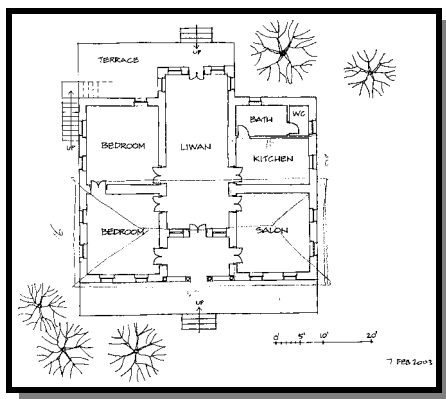 UP
TERRACE
UP
BEDROOM
LIWAN
BATH
WC
KITCHEN
BEDROOM
SALON
UP
0' 5' 10' 20'
7 FEB 2003